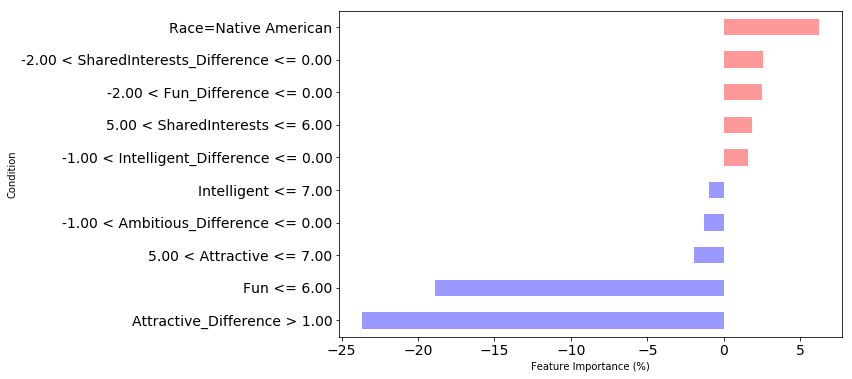 Race=Native American
-2.00 < SharedInterests_Difference <= 0.00
-2.00 < Fun_Difference <= 0.00
5.00 < SharedInterests <= 6.00
-1.00 < Intelligent_Difference <= 0.00
Intelligent <= 7.00
-1.00 < Ambitious_Difference <= 0.00
5.00 < Attractive <= 7.00
Fun <= 6.00
Attractive_Difference > 1.00
Condition
−25 −20 −15 −10 −5 0 5
Feature Importance (%)